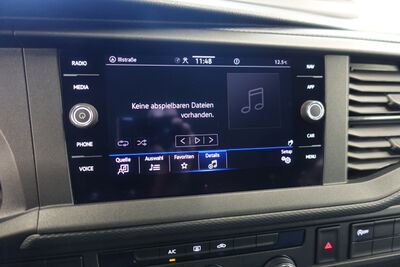 Illstraße 11:48 12.5°C
RADIO
MEDIA
PHONE
VOICE
Keine abspielbaren Dateien
vorhanden.
Quelle Auswahl Favoriten Details Setup
NAV
APP
CAR
MENU
A/C